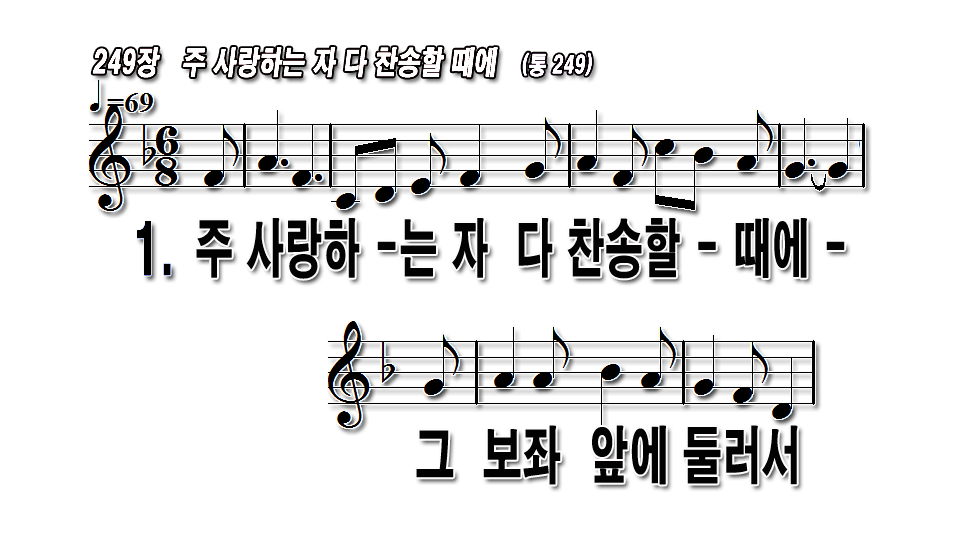 249장 주 사랑하는 자 다 찬송할 때에 (통 249)
♩=69
6
8
1. 주 사랑하 -는 자 다 찬송할 - 때에 -
그 보좌 앞에 둘러서